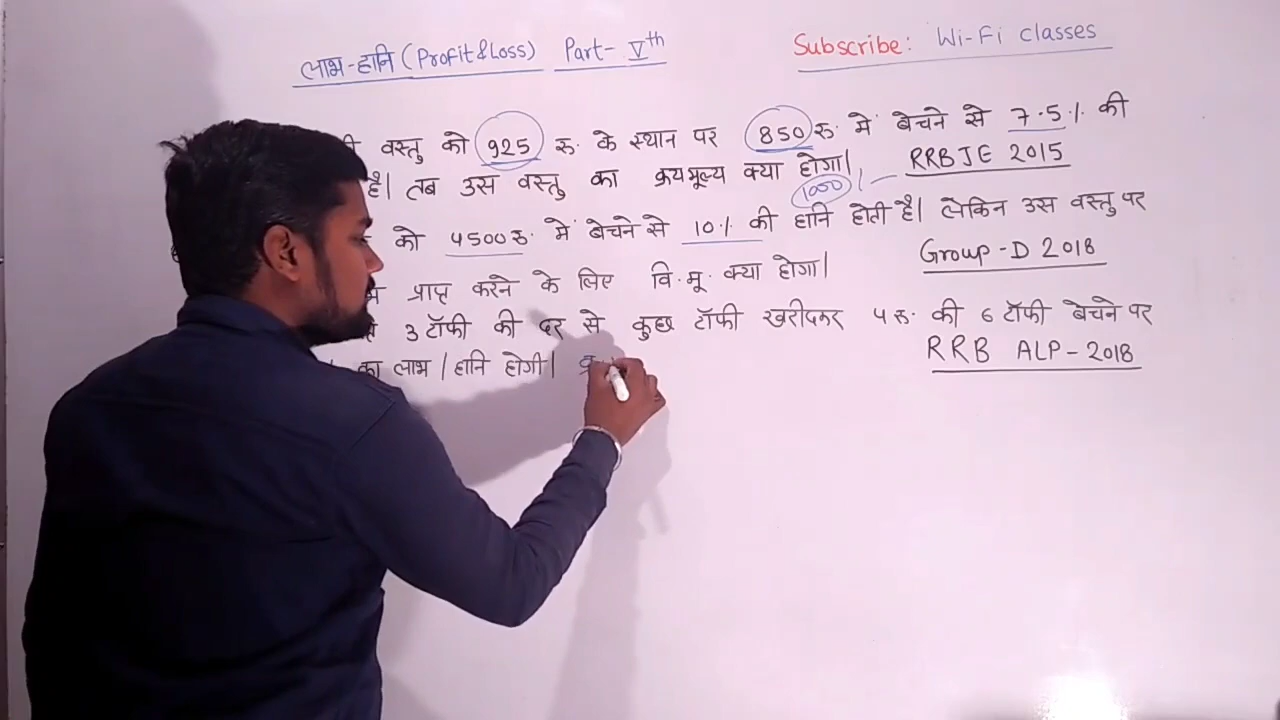 लाभ-हानि (Profit & Loss) Part- Vth
Subscribe: Wi-Fi classes
वस्तु को 925 रु. के स्थान पर 850 रु. में बेचने से 7.5% की
है। तब उस वस्तु का क्रयमूल्य क्या होगा।
1000
RRB JE 2015
को 4500 रु. में बेचने से 10% की हानि होती है। लेकिन उस वस्तु पर
प्राप्त करने के लिए वि.मू. क्या होगा।
Group-D 2018
3 टॉफी की दर से कुछ टॉफी खरीदकर 4 रु. की 6 टॉफी बेचने पर
का लाभ / हानि होगी।
RRB ALP-2018